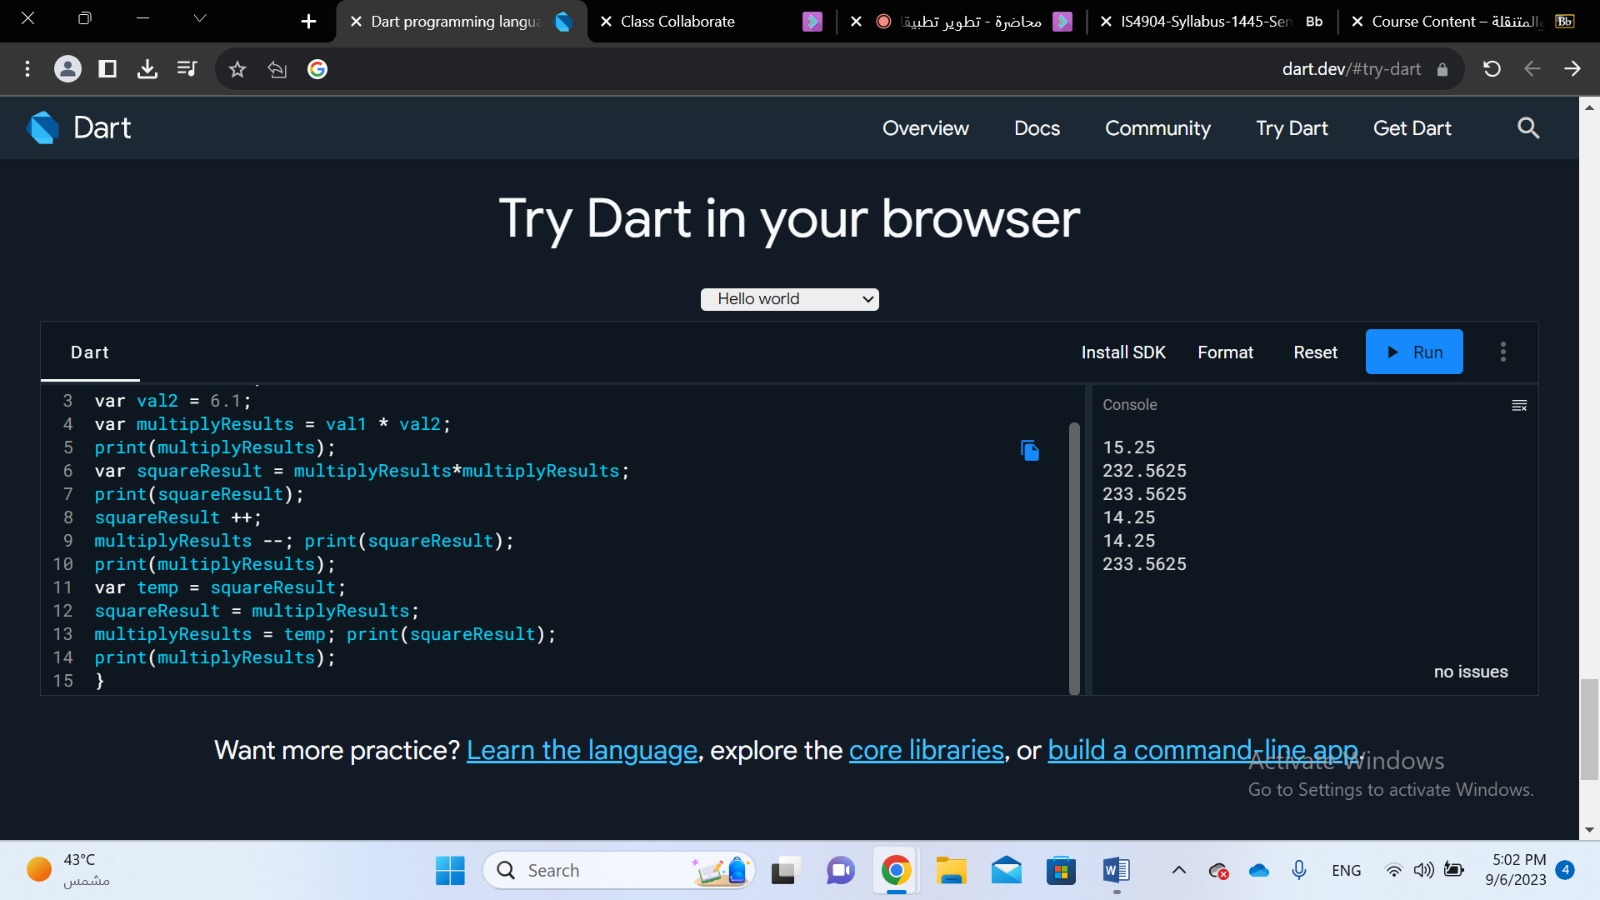 Dart programming langu
Class Collaborate
محاضرة - تطوير تطبيقا
IS4904-Syllabus-1445-Ser
Bb
Course Content – والمتنقلة
Bb
dart.dev/#try-dart
Dart
Overview
Docs
Community
Try Dart
Get Dart
Try Dart in your browser
Hello world
Dart
Install SDK
Format
Reset
Run
3 var val2 = 6.1;
4 var multiplyResults = val1 * val2;
5 print(multiplyResults);
6 var squareResult = multiplyResults*multiplyResults;
7 print(squareResult);
8 squareResult ++;
9 multiplyResults --; print(squareResult);
10 print(multiplyResults);
11 var temp = squareResult;
12 squareResult = multiplyResults;
13 multiplyResults = temp; print(squareResult);
14 print(multiplyResults);
15 }
Console
15.25
232.5625
233.5625
14.25
14.25
233.5625
no issues
Want more practice? Learn the language, explore the core libraries, or build a command-line app.
Activate Windows
Go to Settings to activate Windows.
43°C
مشمس
Search
ENG
5:02 PM
9/6/2023
4